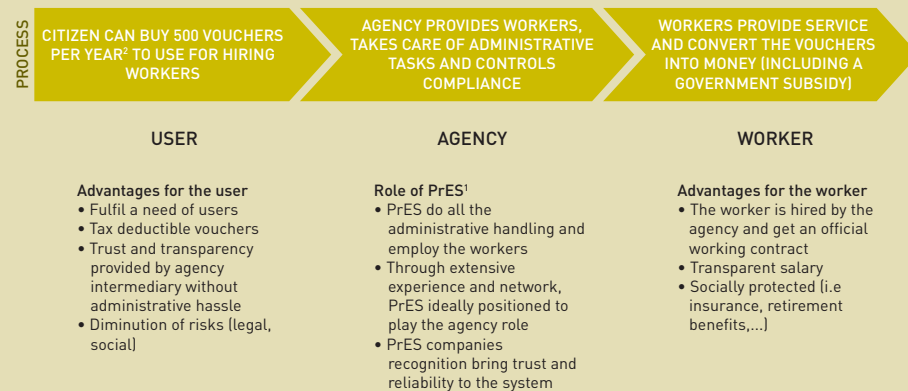 PROCESS
CITIZEN CAN BUY 500 VOUCHERS
PER YEAR² TO USE FOR HIRING
WORKERS
AGENCY PROVIDES WORKERS,
TAKES CARE OF ADMINISTRATIVE
TASKS AND CONTROLS
COMPLIANCE
WORKERS PROVIDE SERVICE
AND CONVERT THE VOUCHERS
INTO MONEY (INCLUDING A
GOVERNMENT SUBSIDY)
USER
Advantages for the user
• Fulfil a need of users
• Tax deductible vouchers
• Trust and transparency
provided by agency
intermediary without
administrative hassle
• Diminution of risks (legal,
social)
AGENCY
Role of PrES¹
• PrES do all the
administrative handling and
employ the workers
• Through extensive
experience and network,
PrES ideally positioned to
play the agency role
• PrES companies
recognition bring trust and
reliability to the system
WORKER
Advantages for the worker
• The worker is hired by the
agency and get an official
working contract
• Transparent salary
• Socially protected (i.e
insurance, retirement
benefits,...)